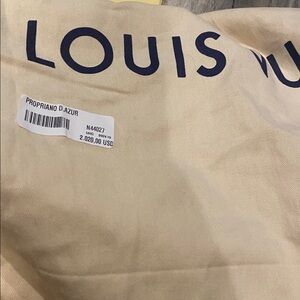 LOUIS VU
PROPRIANO D.AZUR
N44027
2.020,00 USD